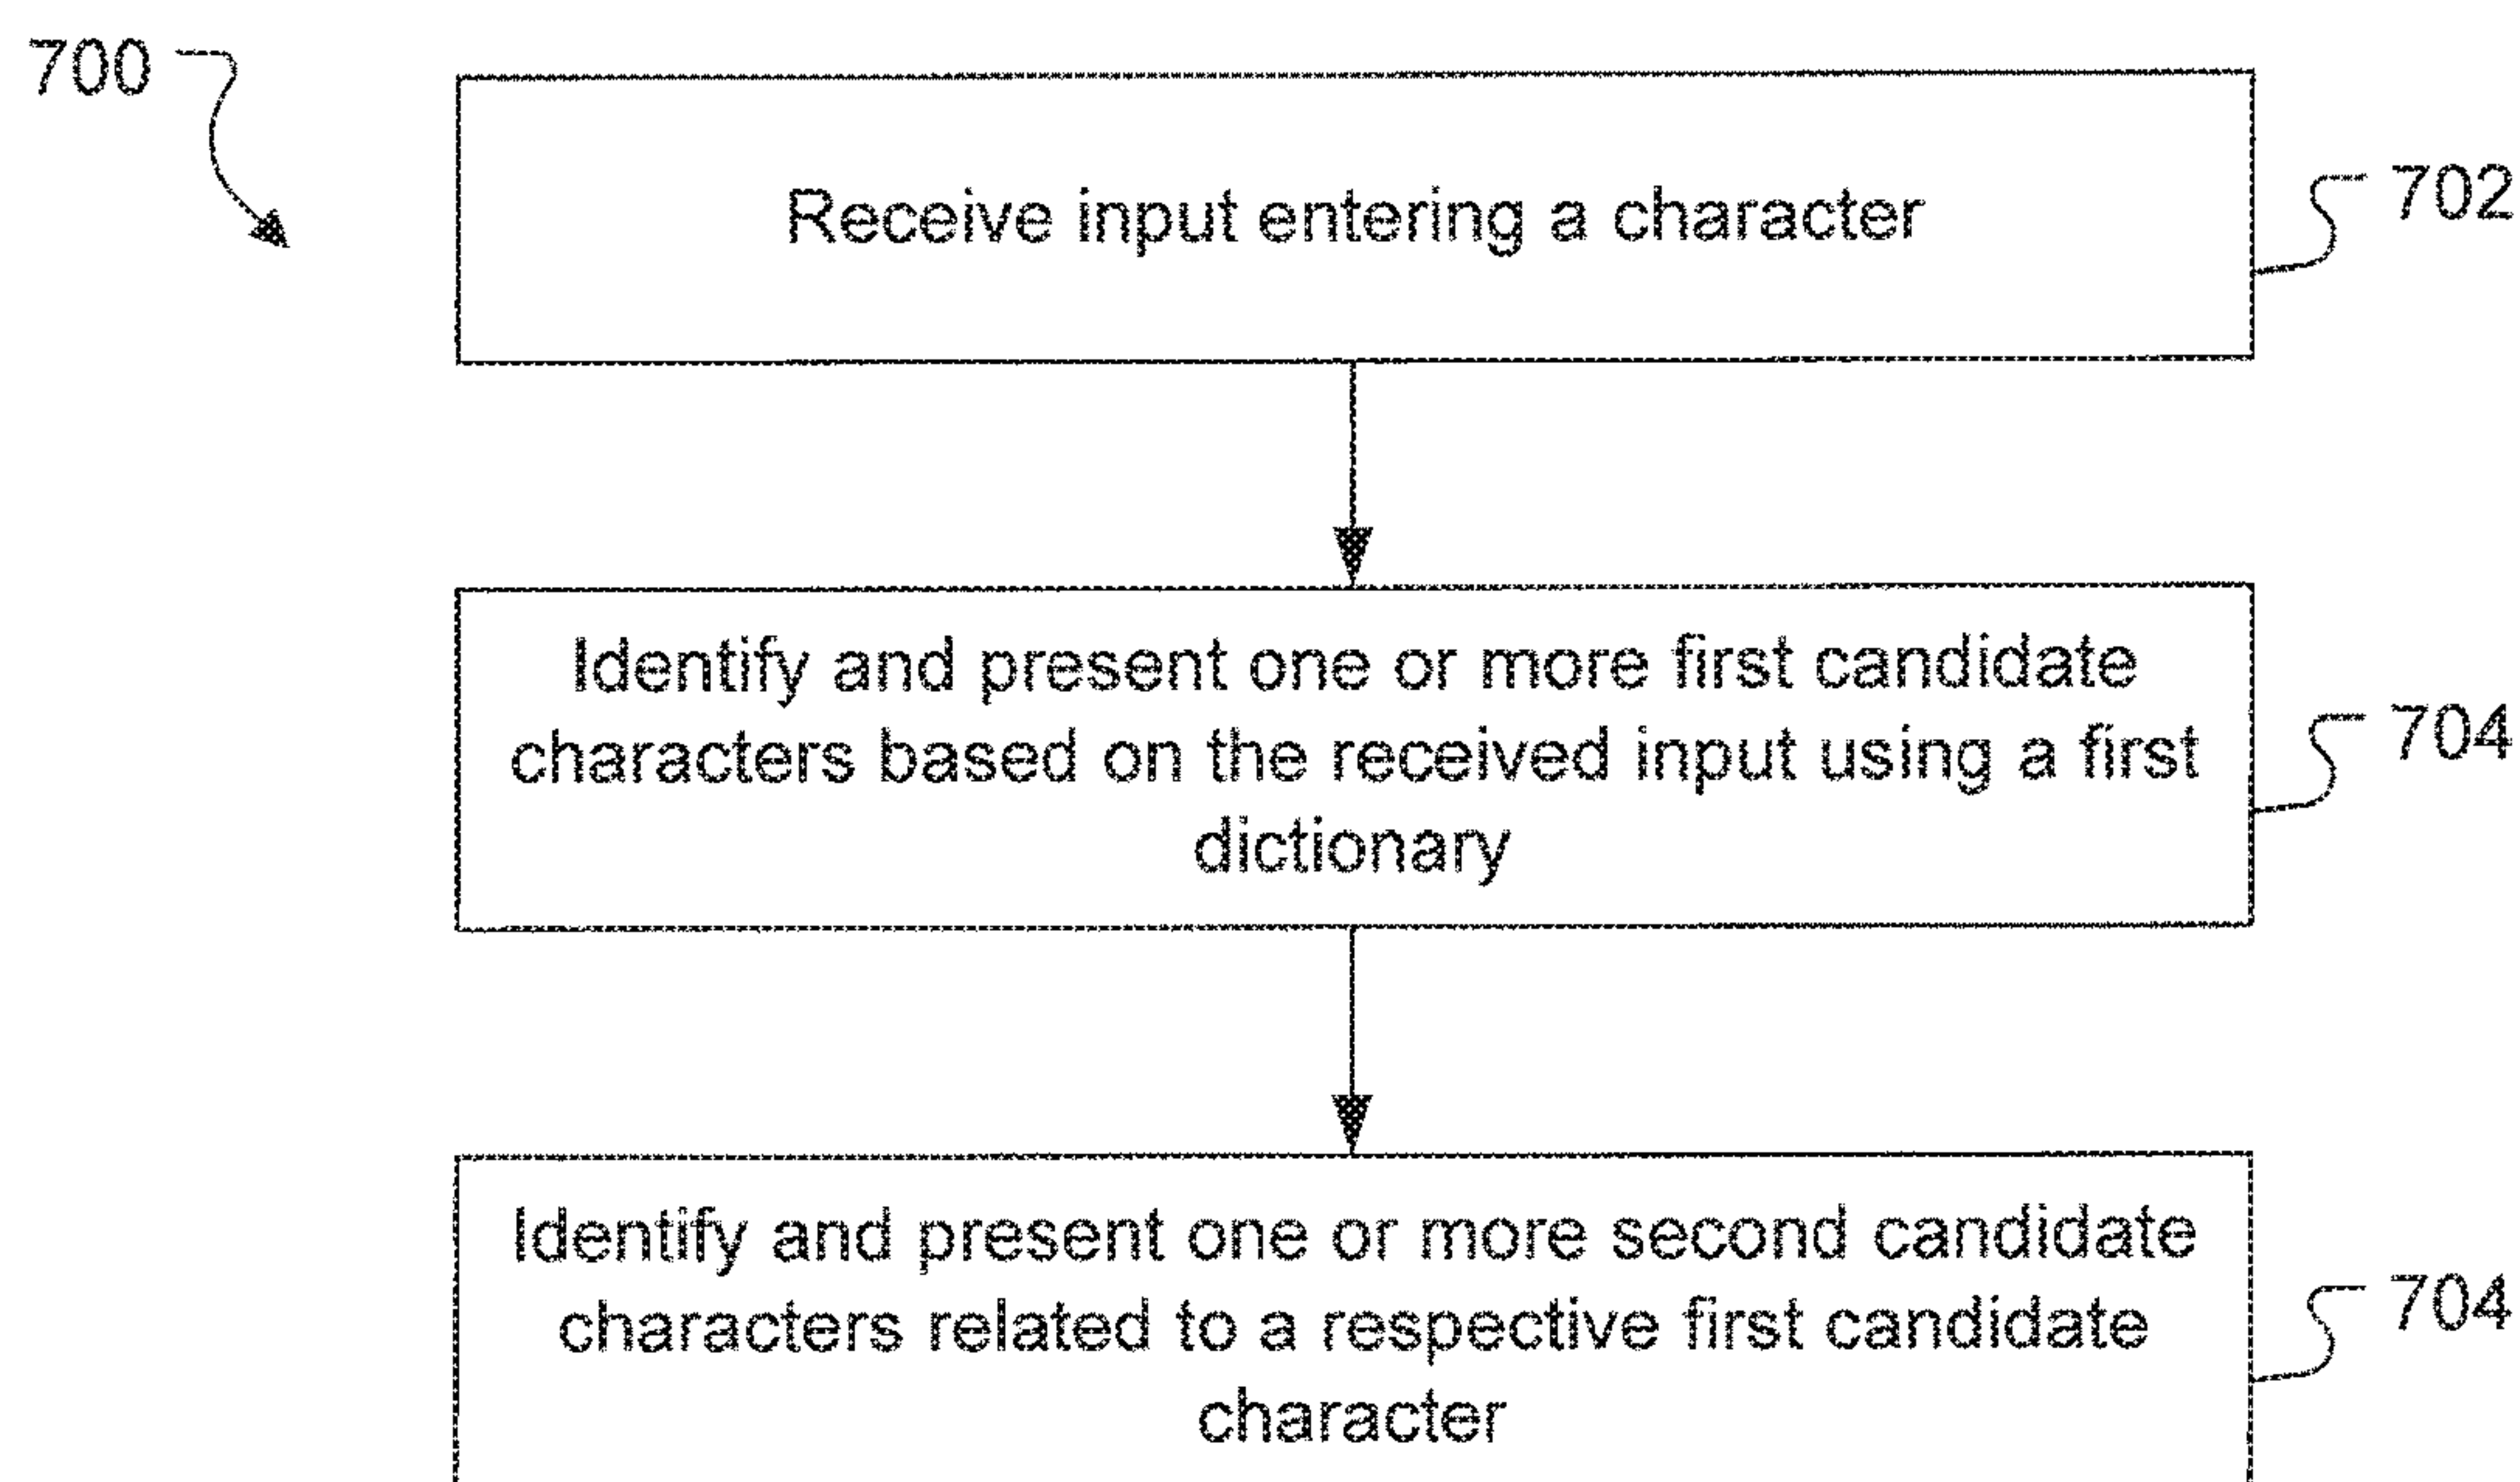 700
Receive input entering a character
702
Identify and present one or more first candidate
characters based on the received input using a first
dictionary
704
Identify and present one or more second candidate
characters related to a respective first candidate
character
704